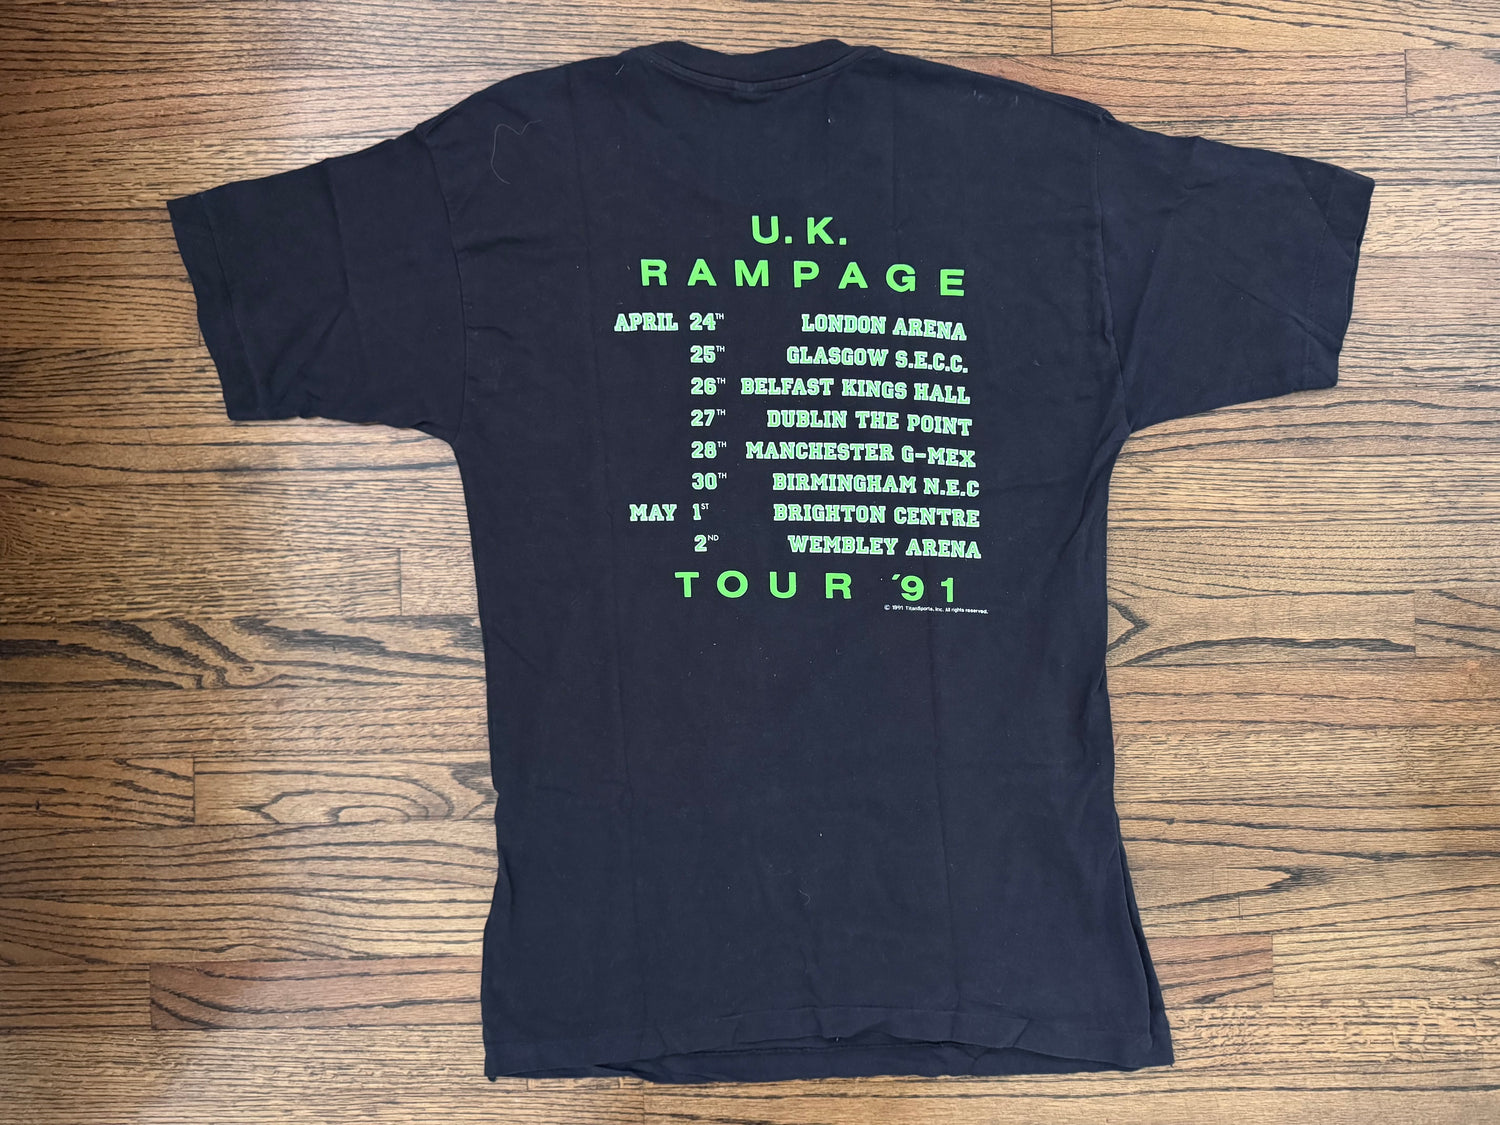 U.K.
RAMPAGE
APRIL 24TH LONDON ARENA
25TH GLASGOW S.E.C.C.
26TH BELFAST KINGS HALL
27TH DUBLIN THE POINT
28TH MANCHESTER G-MEX
30TH BIRMINGHAM N.E.C
MAY 1ST BRIGHTON CENTRE
2ND WEMBLEY ARENA
TOUR '91
© 1991 TitanSports, Inc. All rights reserved.